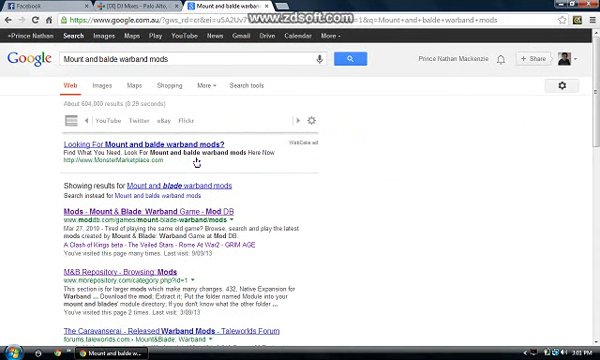 Facebook
[DI] DJ Mixes - Palo Alto,
Mount and balde warband
www.zdsoft.com
https://www.google.com.au/
=1&q=Mount+and+balde+warband+mods
+Prince Nathan Search Images Maps Play YouTube News Gmail Drive Calendar More
Google
Mount and balde warband mods
Prince Nathan Mackenzie
+ Share
Web Images Maps Shopping More Search tools
About 604,000 results (0.29 seconds)
YouTube Twitter eBay Flickr
Looking For Mount and balde warband mods?
WebCake ad
Find What You Need. Look For Mount and balde warband mods Here Now
http://www.MonsterMarketplace.com
Showing results for Mount and blade warband mods
Search instead for Mount and balde warband mods
Mods - Mount & Blade: Warband Game - Mod DB
www.moddb.com/games/mount-blade-warband/mods
Mar 27, 2010 - Tired of playing the same old game? Browse, search and play the latest
mods created by Mount & Blade: Warband Game at Mod DB.
A Clash of Kings beta - The Veiled Stars - Rome At War2 - GRIM AGE
You've visited this page many times. Last visit: 9/09/13
M&B Repository - Browsing: Mods
www.mbrepository.com/category.php?id=1
This section is for larger mods which make many changes. 432, Native Expansion for
Warband ... Download the mod; Extract it; Put the folder named Module into your
mount and blades' module directory; If you don't know what the other folder ...
You've visited this page 2 times. Last visit: 3/09/13
The Caravanserai - Released Warband Mods - Taleworlds Forum
forums.taleworlds.com › Mount&Blade: Warband
Mount and balde w...
3:01 PM